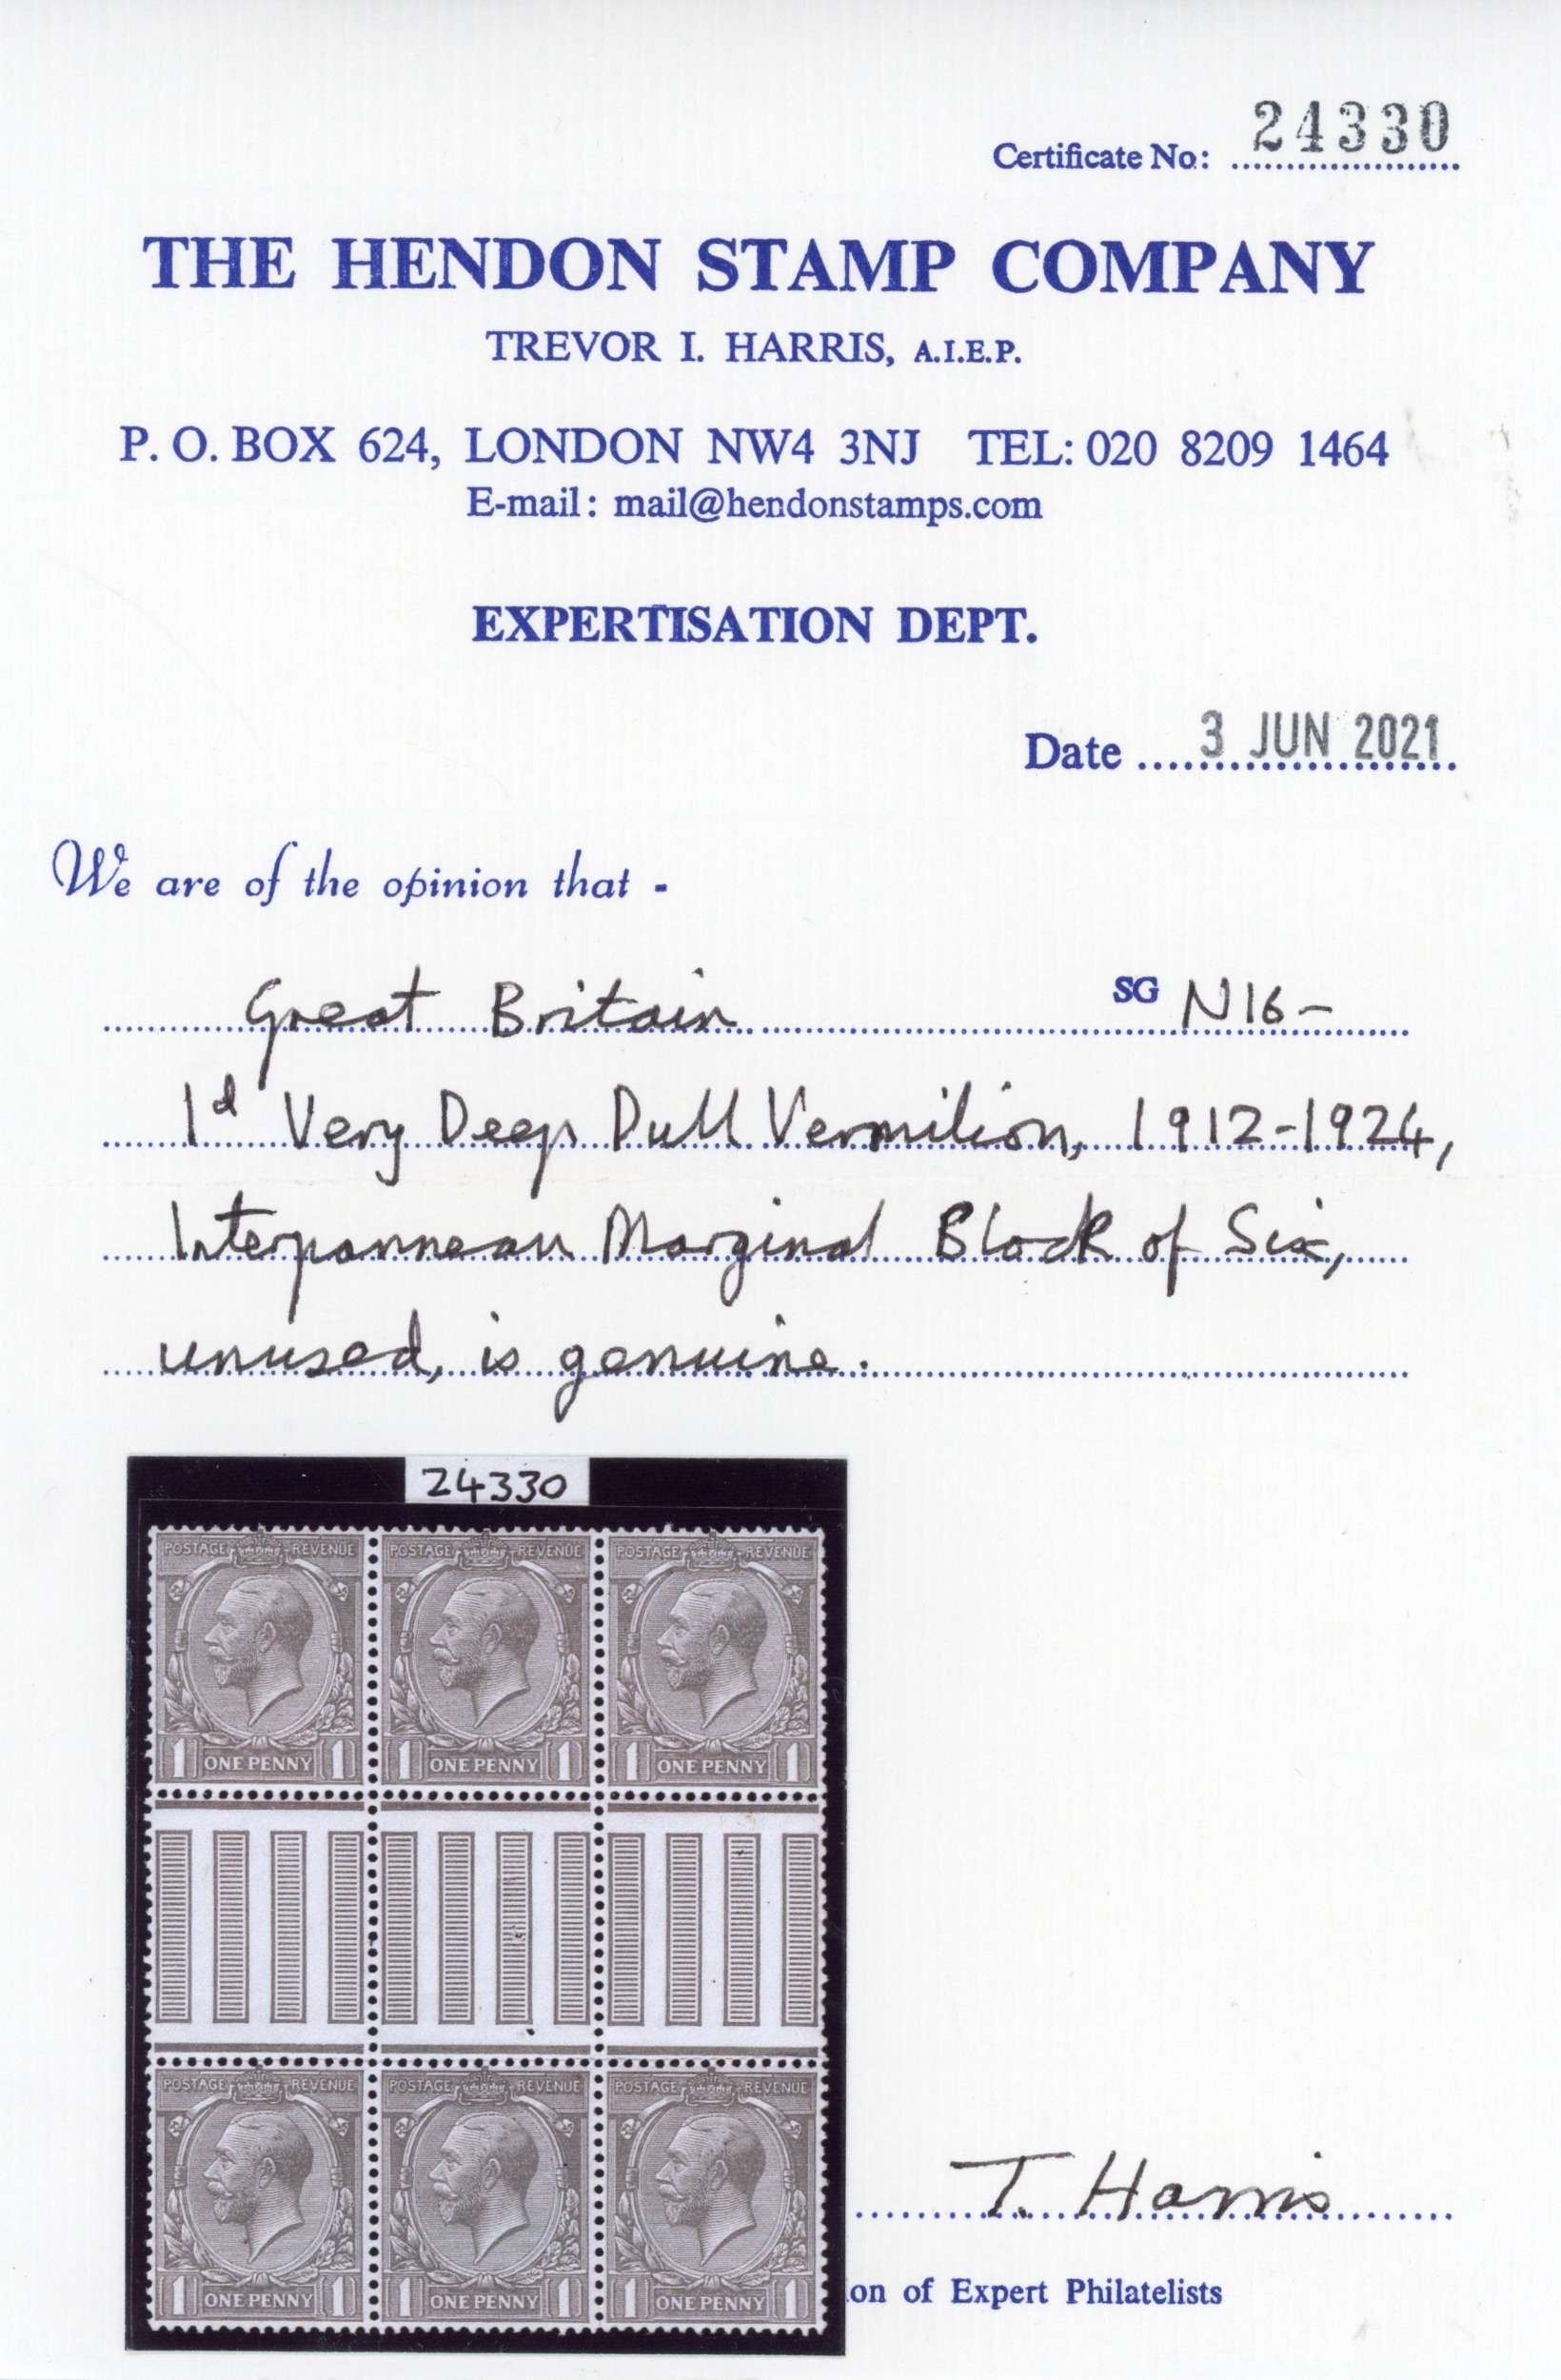 Certificate No: 24330
THE HENDON STAMP COMPANY
TREVOR I. HARRIS, A.I.E.P.
P. O. BOX 624, LONDON NW4 3NJ TEL: 020 8209 1464
E-mail: mail@hendonstamps.com
EXPERTISATION DEPT.
Date 3 JUN 2021
We are of the opinion that -
Great Britain SG N16-
1d Very Deep Dull Vermilion, 1912-1924,
Interpanneau Marginal Block of Six,
unused, is genuine.
24330
POSTAGE REVENUE POSTAGE REVENUE POSTAGE REVENUE
1 ONE PENNY 1 1 ONE PENNY 1 1 ONE PENNY 1
POSTAGE REVENUE POSTAGE REVENUE POSTAGE REVENUE
1 ONE PENNY 1 1 ONE PENNY 1 1 ONE PENNY 1
T. Harris
on of Expert Philatelists